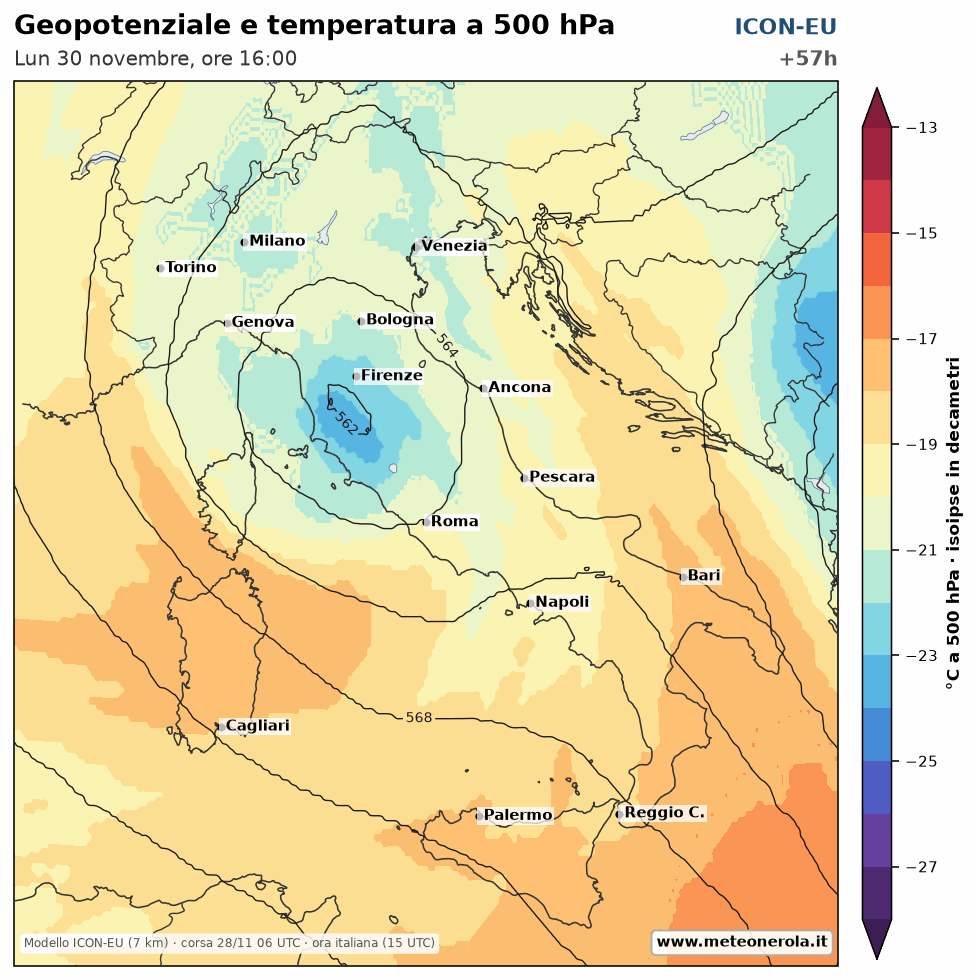 Geopotenziale e temperatura a 500 hPa
ICON-EU
Lun 30 novembre, ore 16:00
+57h
Milano
Venezia
Torino
Genova
Bologna
564
Firenze
Ancona
562
Pescara
Roma
Bari
Napoli
568
Cagliari
Palermo
Reggio C.
Modello ICON-EU (7 km) · corsa 28/11 06 UTC · ora italiana (15 UTC)
www.meteonerola.it
−13
−15
−17
−19
−21
−23
−25
−27
°C a 500 hPa · isoipse in decametri